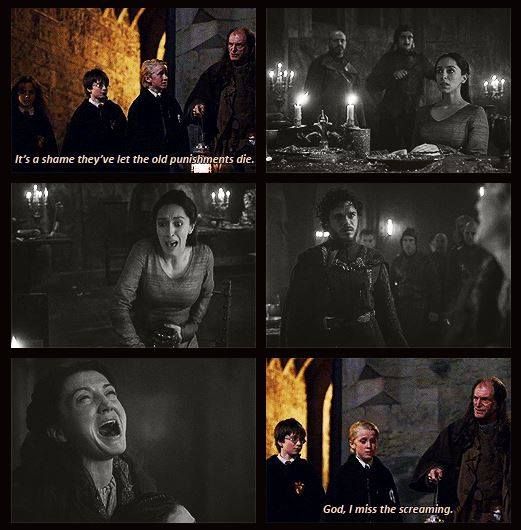 It's a shame they've let the old punishments die.
God, I miss the screaming.